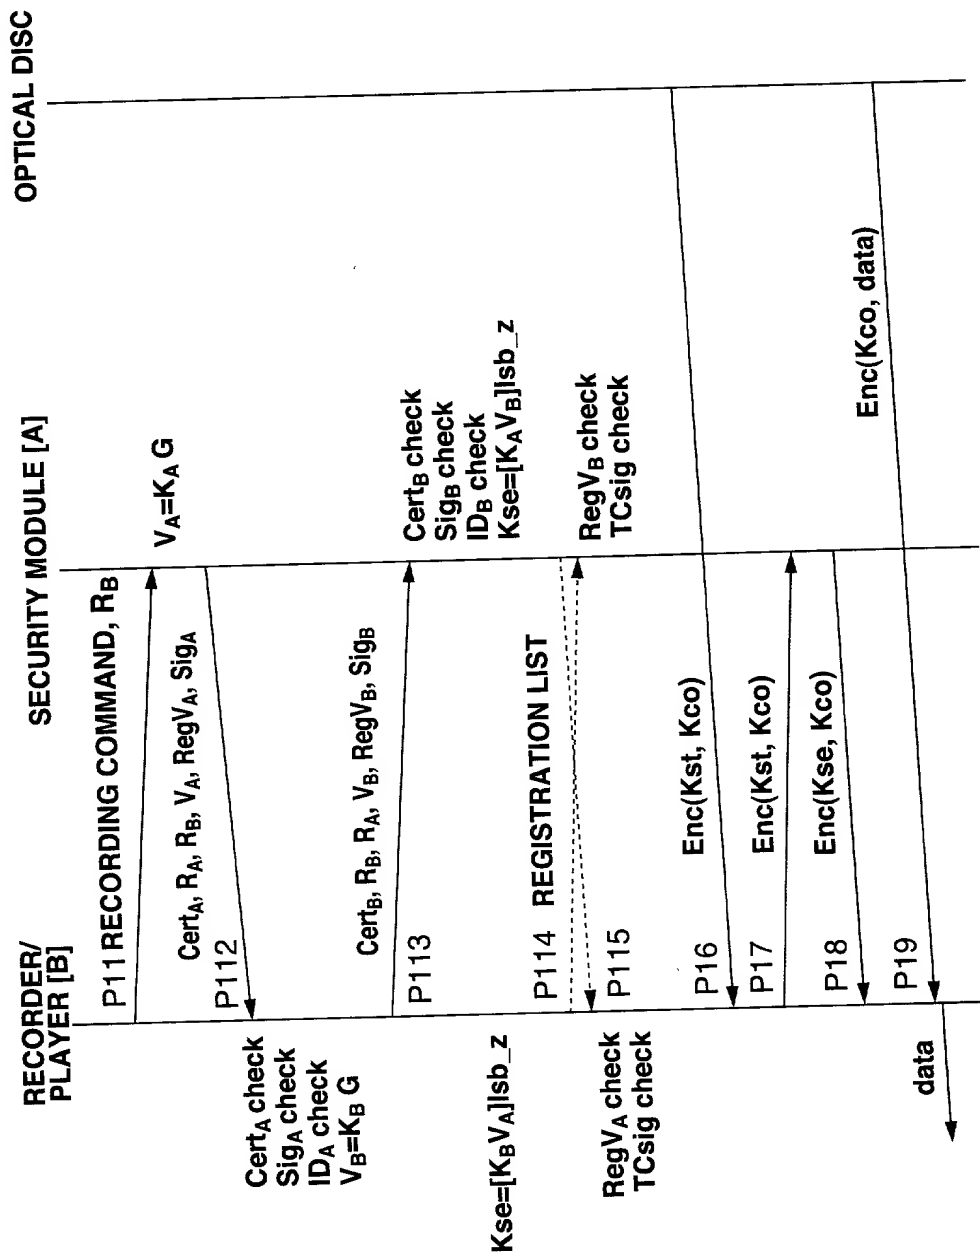 RECORDER/
PLAYER [B]
SECURITY MODULE [A]
OPTICAL DISC
P111 RECORDING COMMAND, RB
VA=KA G
CertA, RA, RB, VA, RegVA, SigA
P112
CertA check
SigA check
IDA check
VB=KB G
CertB, RB, RA, VB, RegVB, SigB
P113
CertB check
SigB check
IDB check
Kse=[KAVB]lsb_z
Kse=[KBVA]lsb_z
P114 REGISTRATION LIST
P115
RegVB check
TCsig check
RegVA check
TCsig check
Enc(Kst, Kco)
P16
Enc(Kst, Kco)
P17
Enc(Kse, Kco)
P18
Enc(Kco, data)
P19
data